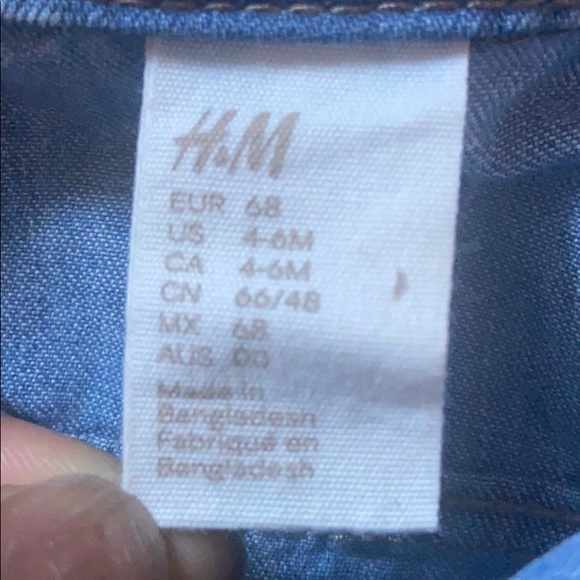 H&M
EUR 68
US 4-6M
CA 4-6M
CN 66/48
MX 68
AUS 00
Made in
Bangladesh
Fabriqué en
Bangladesh